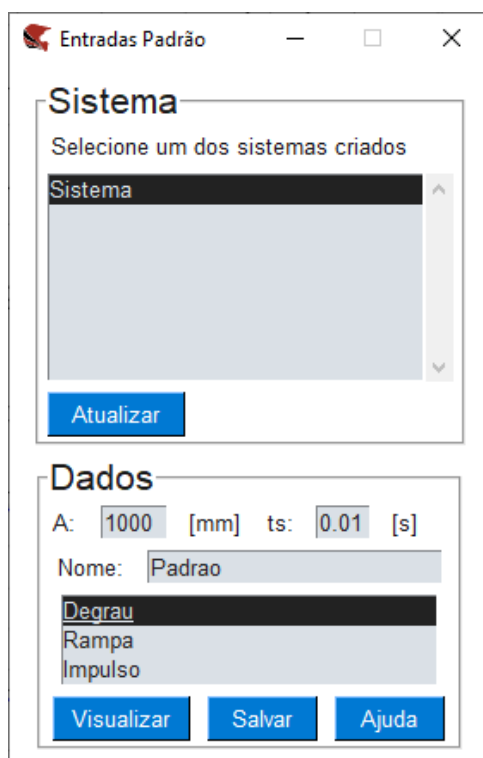 Entradas Padrão
Sistema
Selecione um dos sistemas criados
Sistema
Atualizar
Dados
A: 1000 [mm] ts: 0.01 [s]
Nome: Padrao
Degrau
Rampa
Impulso
Visualizar Salvar Ajuda